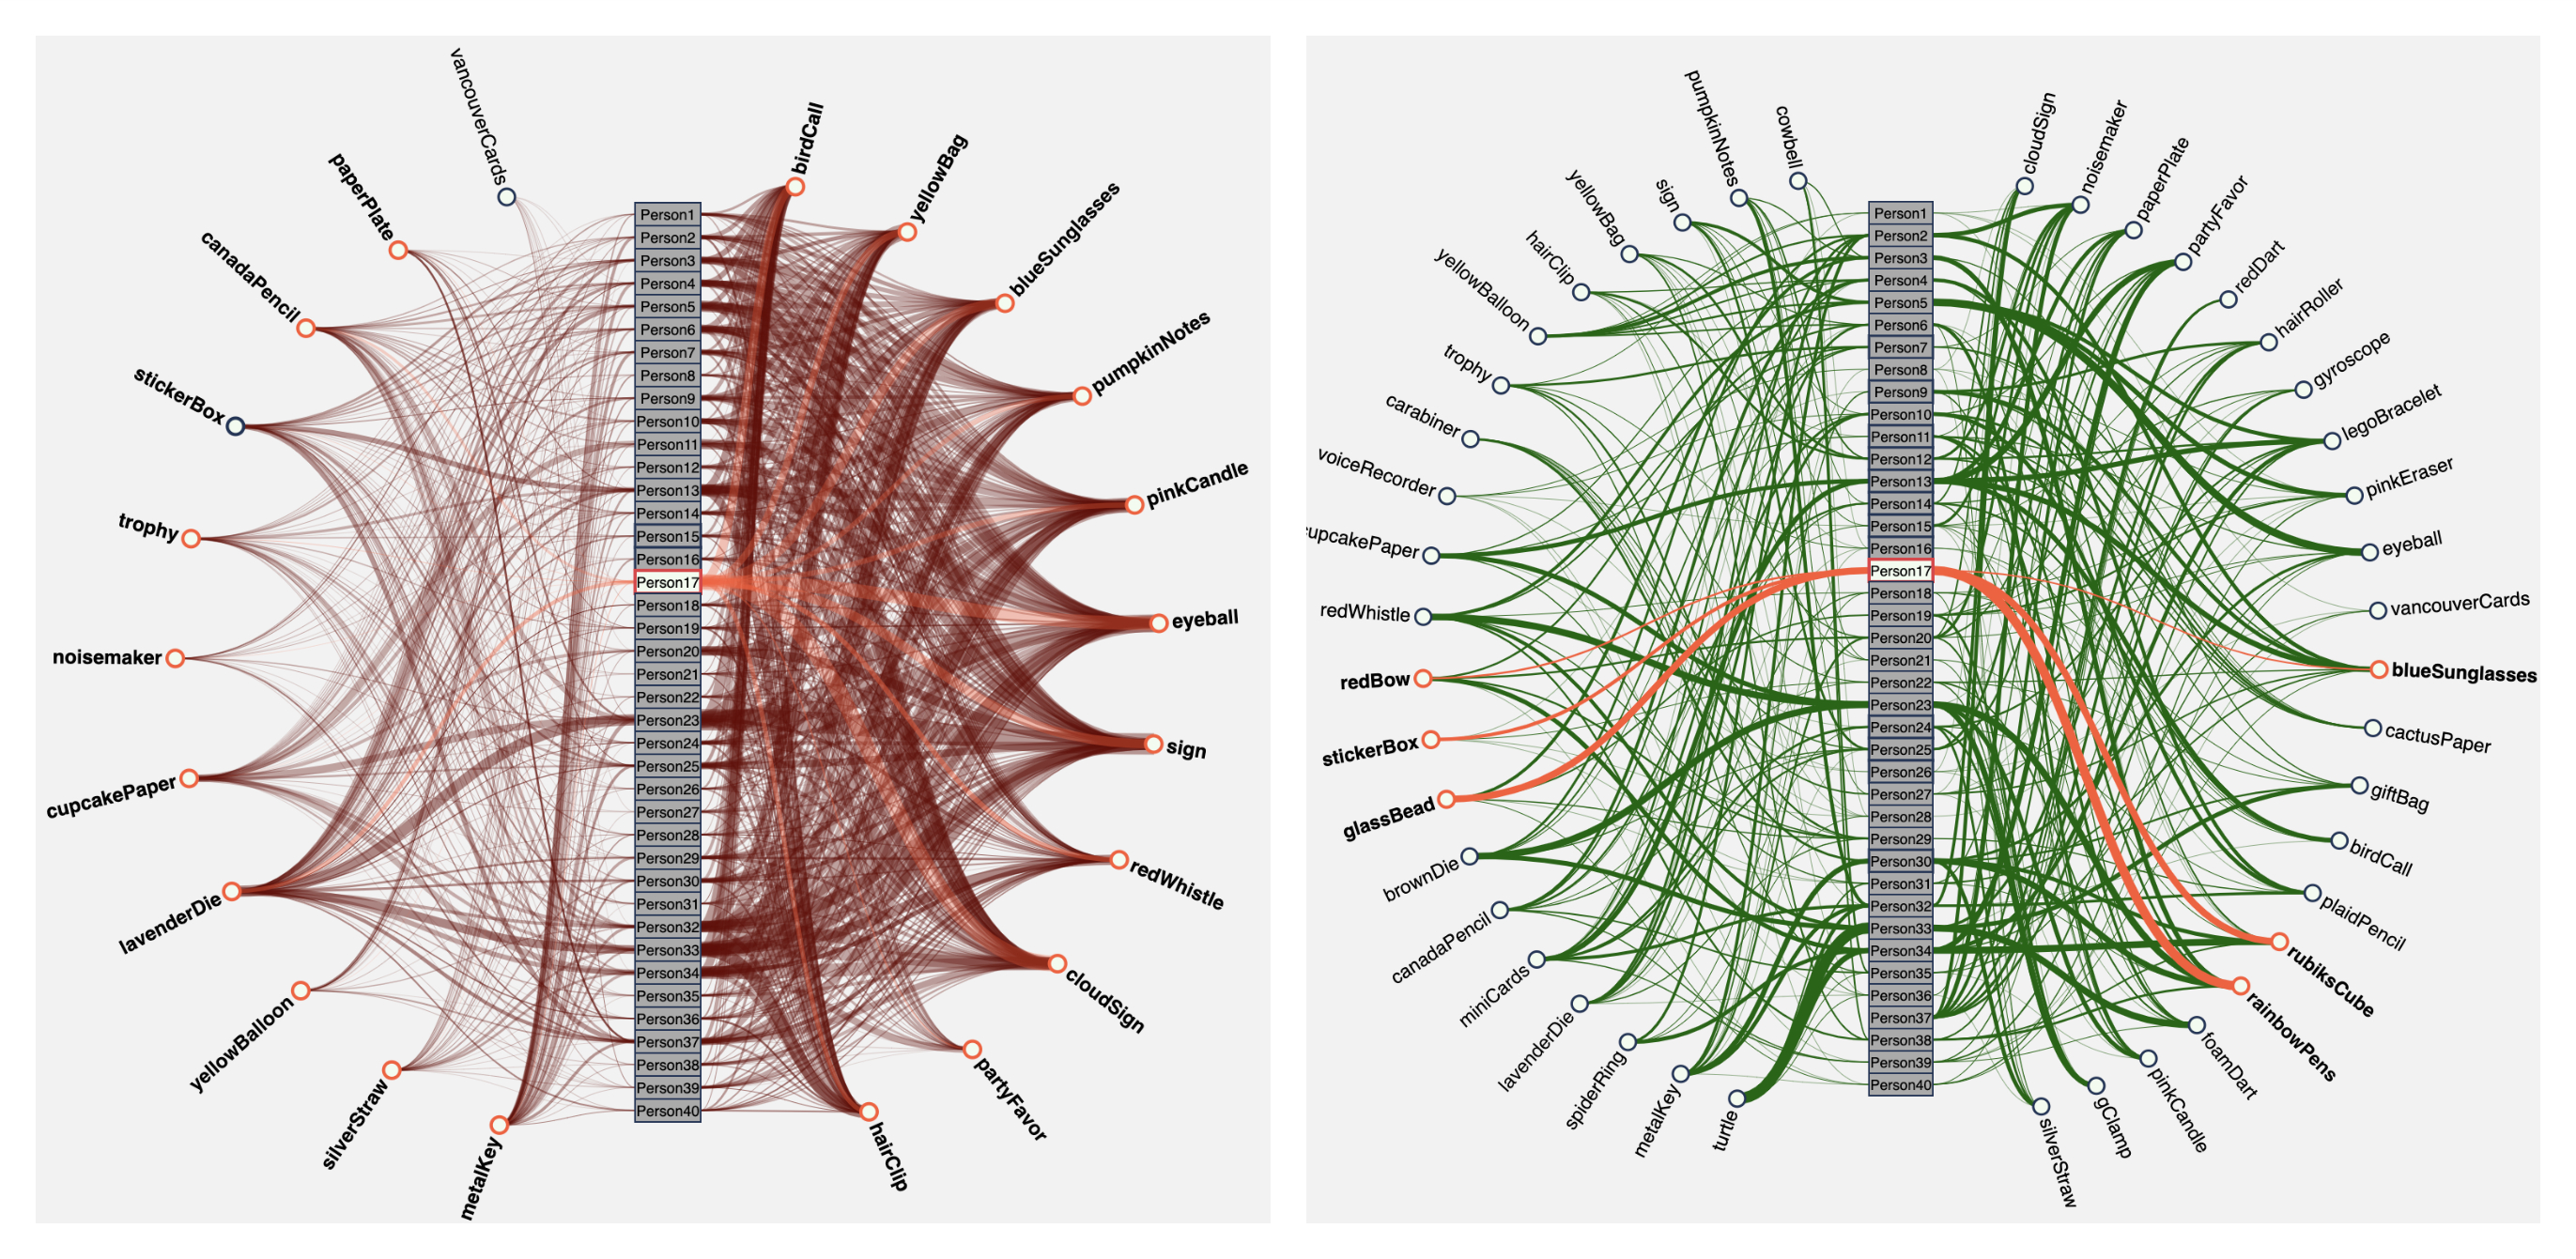 vancouverCards
paperPlate
canadaPencil
stickerBox
trophy
noisemaker
cupcakePaper
lavenderDie
yellowBalloon
silverStraw
metalKey
Person1
Person2
Person3
Person4
Person5
Person6
Person7
Person8
Person9
Person10
Person11
Person12
Person13
Person14
Person15
Person16
Person17
Person18
Person19
Person20
Person21
Person22
Person23
Person24
Person25
Person26
Person27
Person28
Person29
Person30
Person31
Person32
Person33
Person34
Person35
Person36
Person37
Person38
Person39
Person40
birdCall
yellowBag
blueSunglasses
pumpkinNotes
pinkCandle
eyeball
sign
redWhistle
cloudSign
partyFavor
hairClip
cowbell
pumpkinNotes
sign
yellowBag
hairClip
yellowBalloon
trophy
carabiner
voiceRecorder
cupcakePaper
redWhistle
redBow
stickerBox
glassBead
brownDie
canadaPencil
miniCards
lavenderDie
spiderRing
metalKey
turtle
Person1
Person2
Person3
Person4
Person5
Person6
Person7
Person8
Person9
Person10
Person11
Person12
Person13
Person14
Person15
Person16
Person17
Person18
Person19
Person20
Person21
Person22
Person23
Person24
Person25
Person26
Person27
Person28
Person29
Person30
Person31
Person32
Person33
Person34
Person35
Person36
Person37
Person38
Person39
Person40
cloudSign
noisemaker
paperPlate
partyFavor
redDart
hairRoller
gyroscope
legoBracelet
pinkEraser
eyeball
vancouverCards
blueSunglasses
cactusPaper
giftBag
birdCall
plaidPencil
rubiksCube
rainbowPens
foamDart
pinkCandle
gClamp
silverStraw